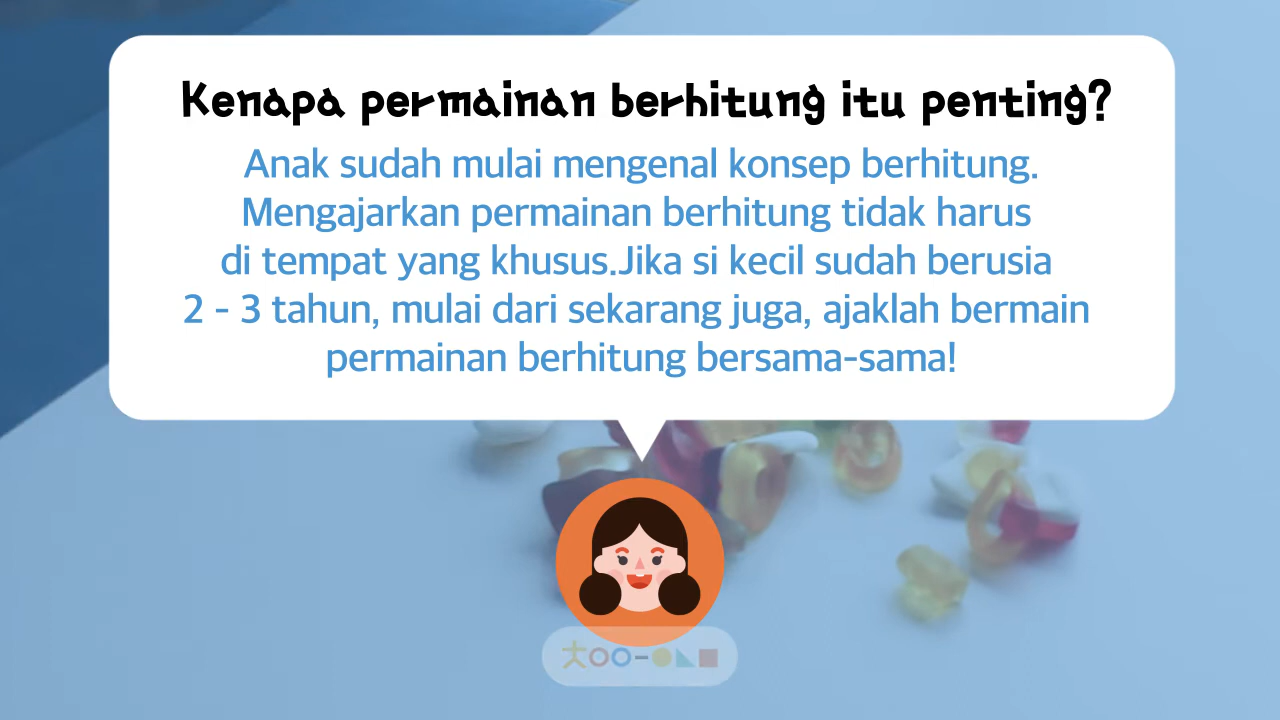 Kenapa permainan berhitung itu penting?
Anak sudah mulai mengenal konsep berhitung.
Mengajarkan permainan berhitung tidak harus
di tempat yang khusus.Jika si kecil sudah berusia
2 - 3 tahun, mulai dari sekarang juga, ajaklah bermain
permainan berhitung bersama-sama!